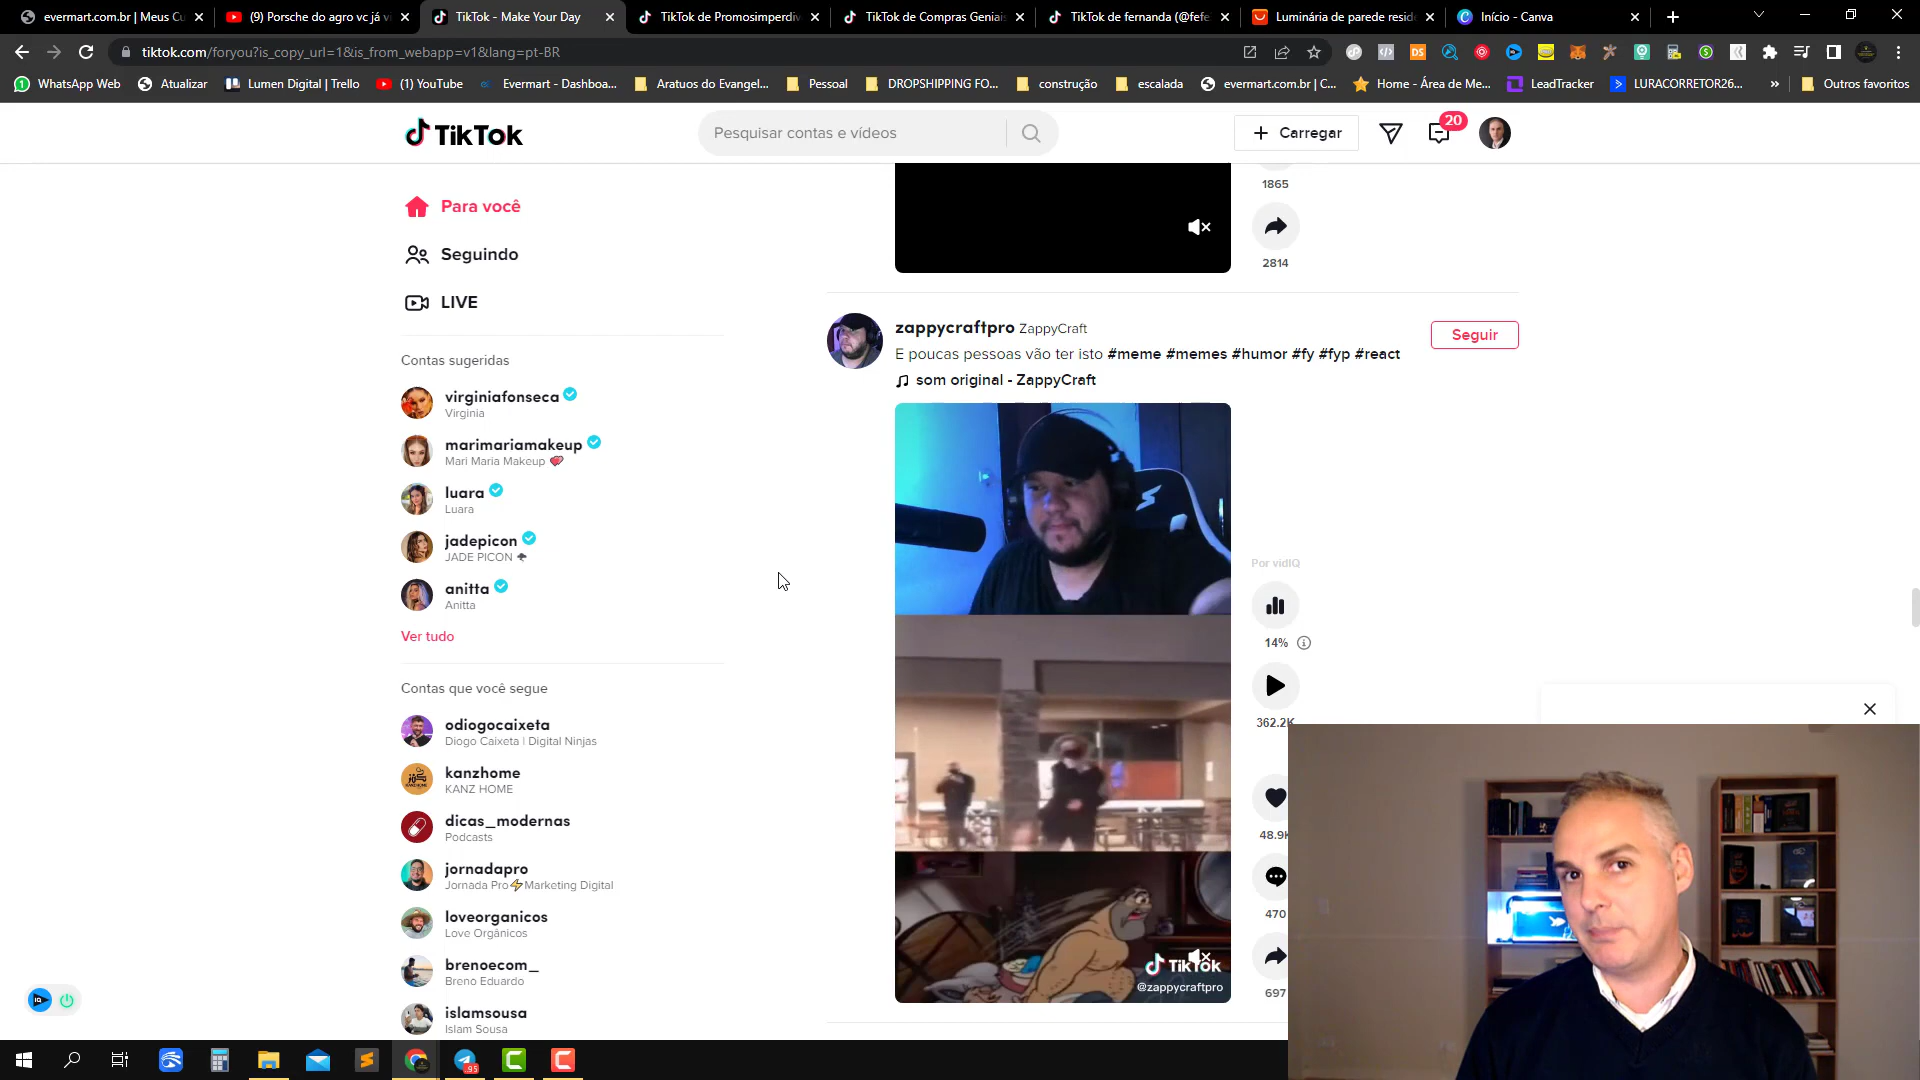 evermart.com.br | Meus Cu
(9) Porsche do agro vc já v
TikTok - Make Your Day
TikTok de Promosimperdiv
TikTok de Compras Geniais
TikTok de fernanda (@fefe
Luminária de parede resid
Início - Canva
tiktok.com/foryou?is_copy_url=1&is_from_webapp=v1&lang=pt-BR
WhatsApp Web
Atualizar
Lumen Digital | Trello
(1) YouTube
Evermart - Dashboa...
Aratuos do Evangel...
Pessoal
DROPSHIPPING FO...
construção
escalada
evermart.com.br | C...
Home - Área de Me...
LeadTracker
LURACORRETOR26...
»
Outros favoritos
TikTok
Pesquisar contas e vídeos
Carregar
20
Para você
Seguindo
LIVE
Contas sugeridas
virginiafonseca
Virginia
marimariamakeup
Mari Maria Makeup
luara
Luara
jadepicon
JADE PICON
anitta
Anitta
Ver tudo
Contas que você segue
odiogocaixeta
Diogo Caixeta | Digital Ninjas
kanzhome
KANZ HOME
dicas_modernas
Podcasts
jornadapro
Jornada Pro⚡Marketing Digital
loveorganicos
Love Orgânicos
brenoecom_
Breno Eduardo
islamsousa
Islam Sousa
1865
2814
zappycraftpro ZappyCraft
E poucas pessoas vão ter isto #meme #memes #humor #fy #fyp #react
som original - ZappyCraft
Seguir
Por vidIQ
14%
362.2K
48.9K
470
697
TikTok
@zappycraftpro
95